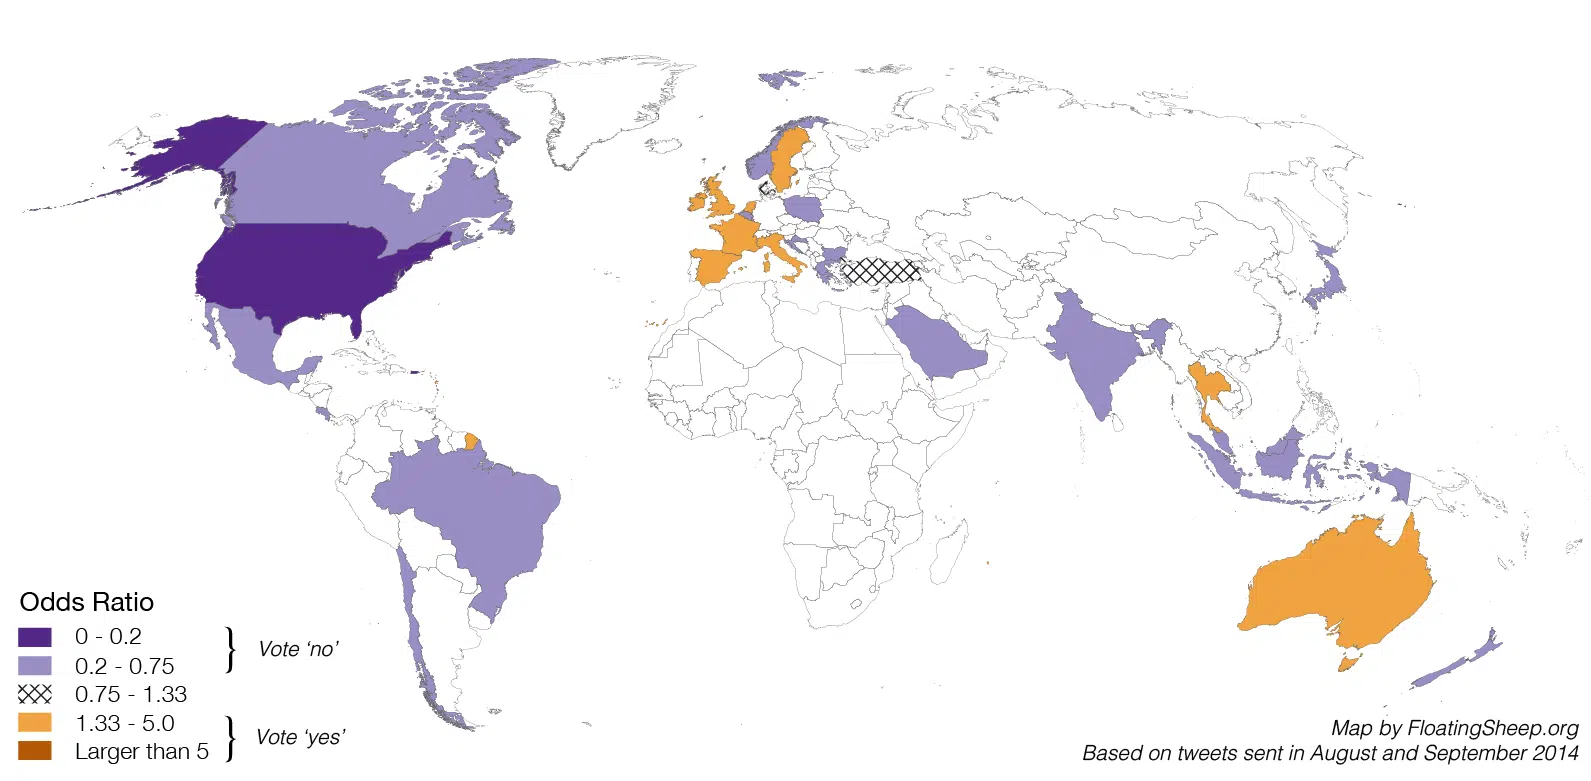 Odds Ratio
0 - 0.2
0.2 - 0.75
Vote ‘no’
0.75 - 1.33
1.33 - 5.0
Larger than 5
Vote ‘yes’
Map by FloatingSheep.org
Based on tweets sent in August and September 2014